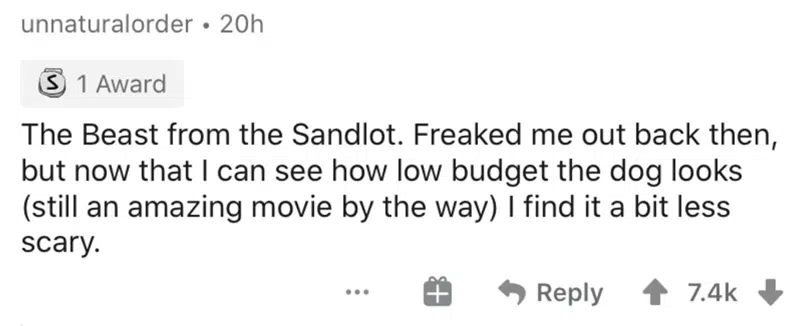 unnaturalorder • 20h
S 1 Award
The Beast from the Sandlot. Freaked me out back then,
but now that I can see how low budget the dog looks
(still an amazing movie by the way) I find it a bit less
scary.
... Reply 7.4k